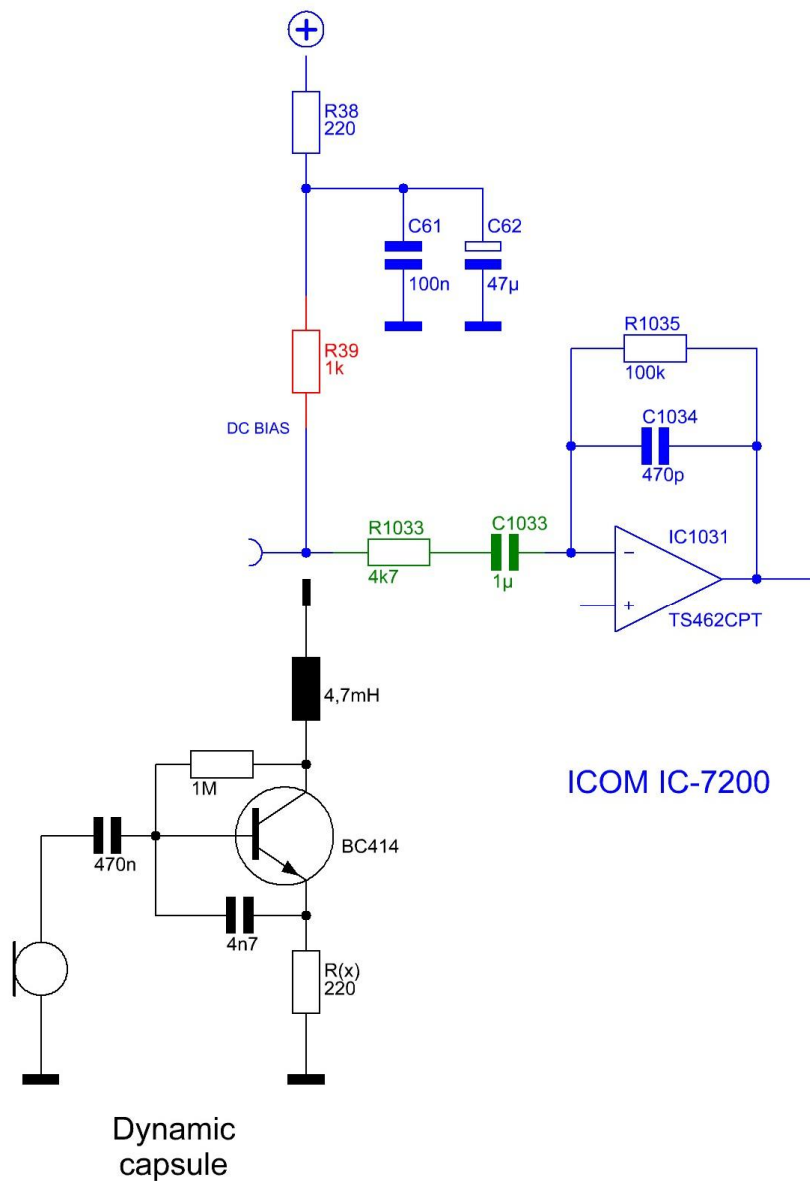 +
R38
220
C61
100n
C62
47µ
R39
1k
DC BIAS
R1035
100k
C1034
470p
R1033
4k7
C1033
1µ
IC1031
−
+
TS462CPT
4,7mH
ICOM IC-7200
1M
BC414
470n
4n7
R(x)
220
Dynamic
capsule